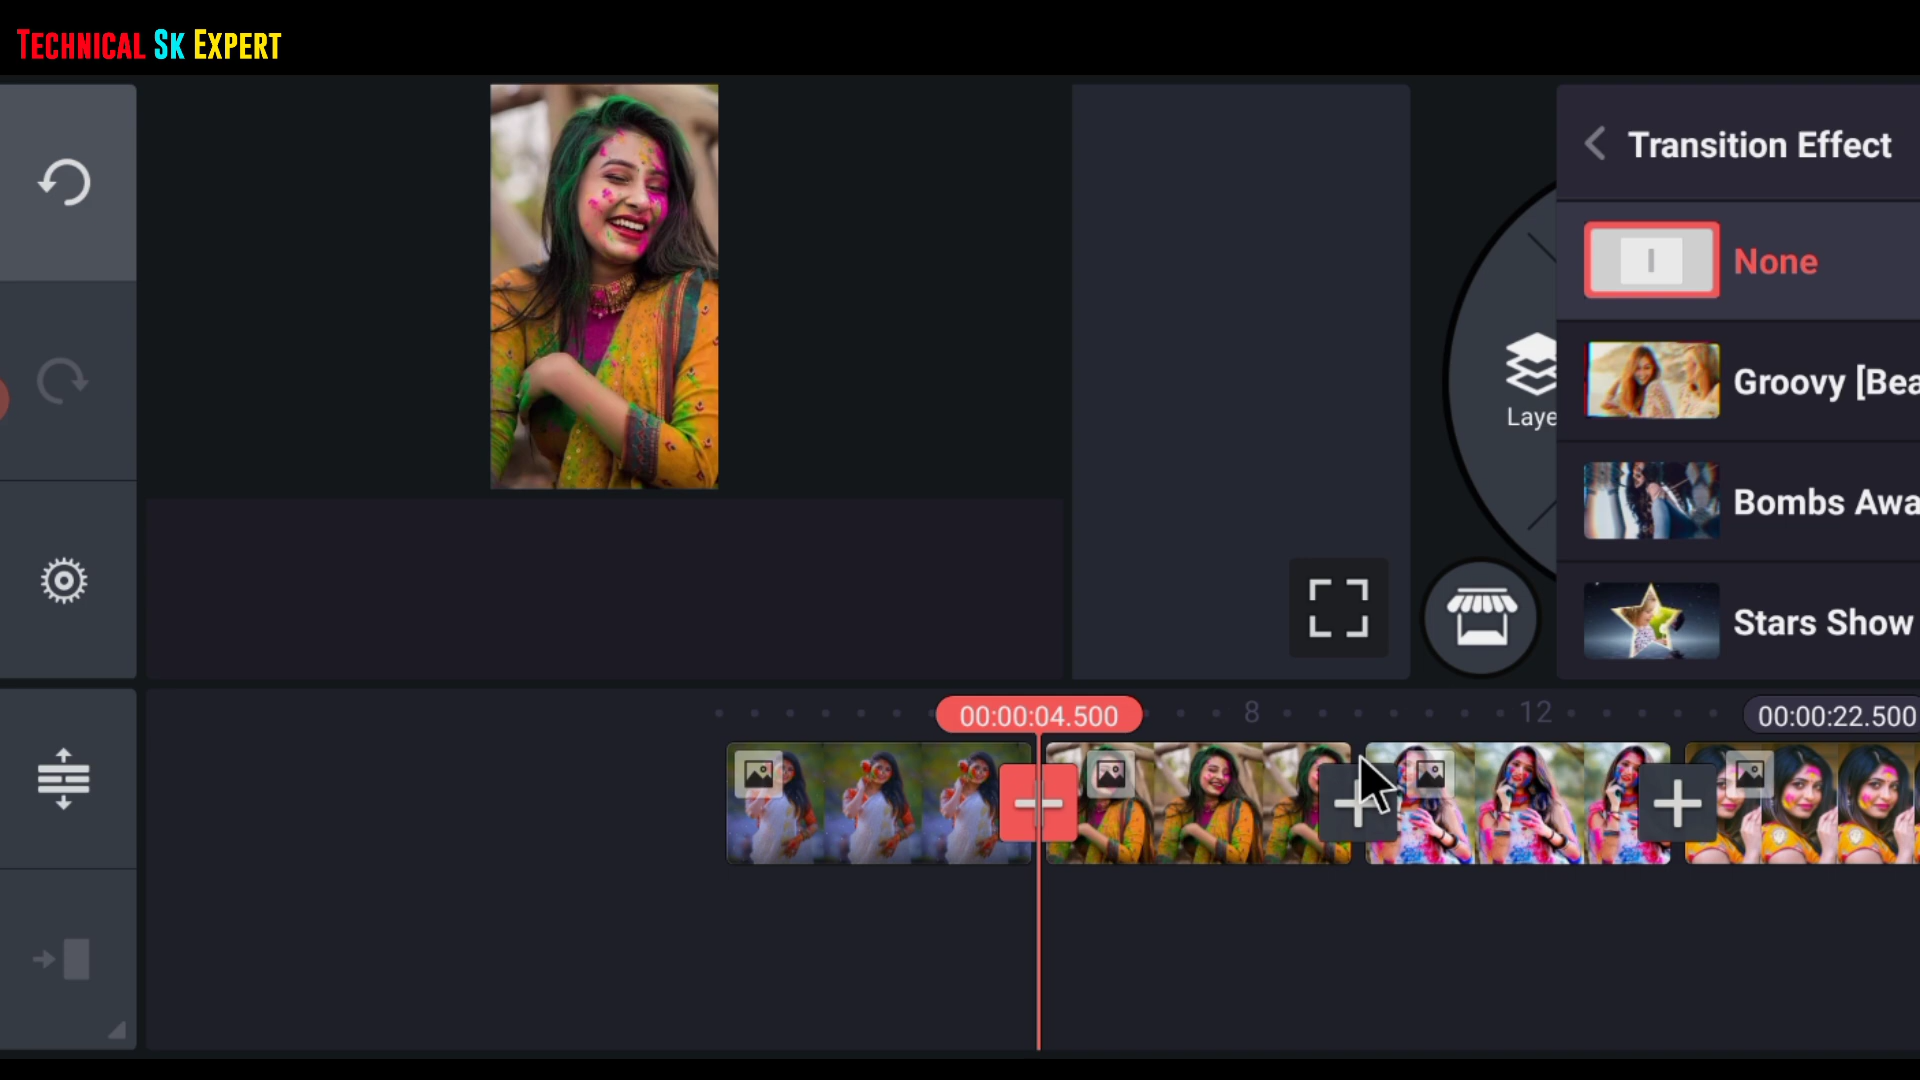 TECHNICAL SK EXPERT
Transition Effect
None
Groovy [Bea
Laye
Bombs Awa
Stars Show
00:00:04.500
8
12
00:00:22.500